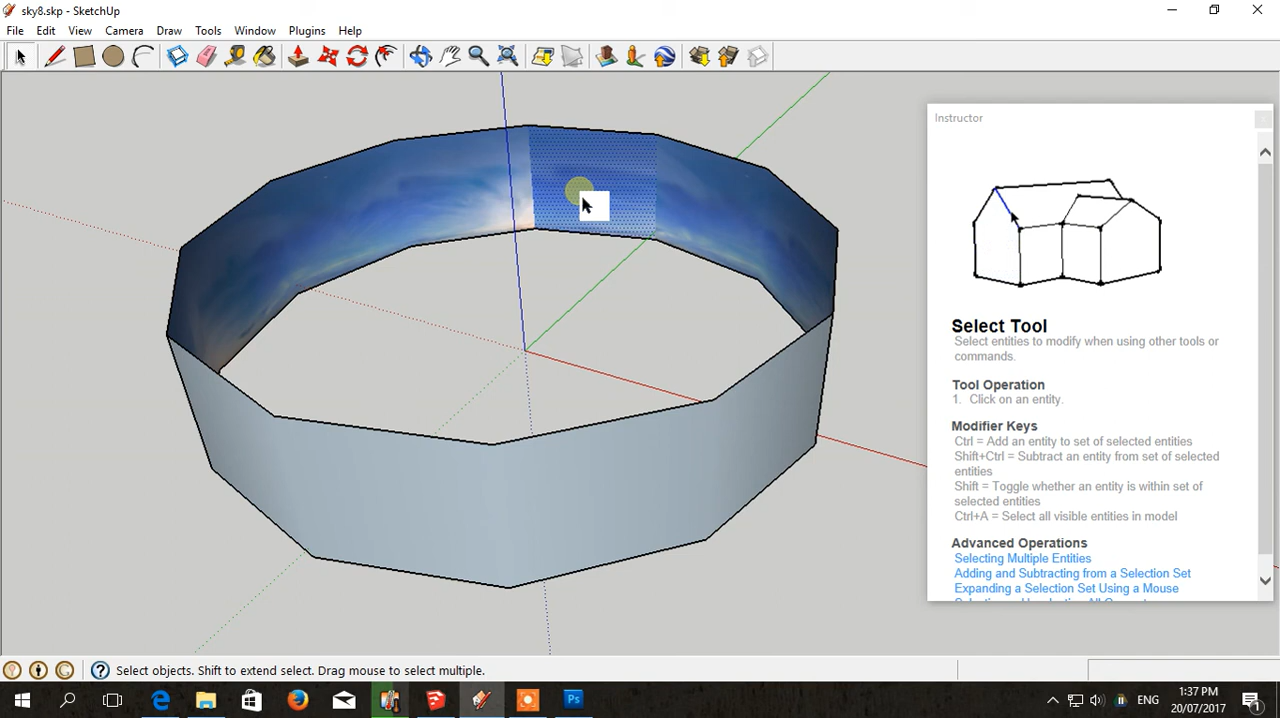 sky8.skp - SketchUp
File Edit View Camera Draw Tools Window Plugins Help
Instructor
Select Tool
Select entities to modify when using other tools or
commands.
Tool Operation
1. Click on an entity.
Modifier Keys
Ctrl = Add an entity to set of selected entities
Shift+Ctrl = Subtract an entity from set of selected
entities
Shift = Toggle whether an entity is within set of
selected entities
Ctrl+A = Select all visible entities in model
Advanced Operations
Selecting Multiple Entities
Adding and Subtracting from a Selection Set
Expanding a Selection Set Using a Mouse
Select objects. Shift to extend select. Drag mouse to select multiple.
Ps
ENG
1:37 PM
20/07/2017
1